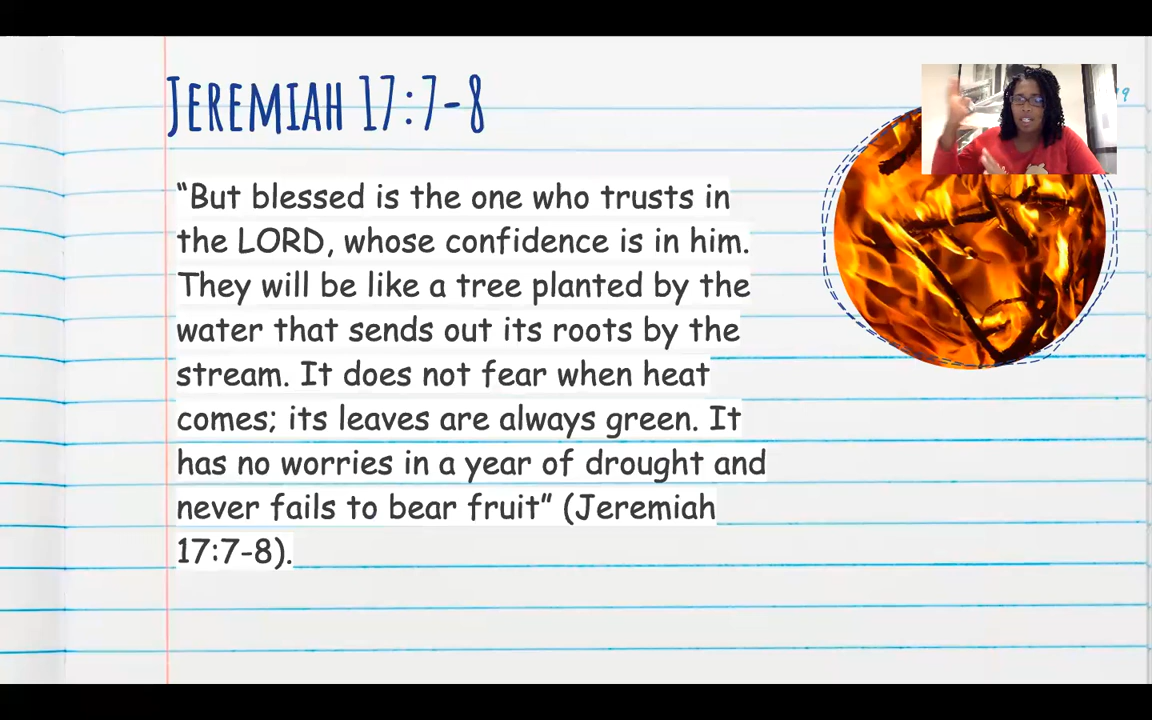 JEREMIAH 17:7-8
“But blessed is the one who trusts in
the LORD, whose confidence is in him.
They will be like a tree planted by the
water that sends out its roots by the
stream. It does not fear when heat
comes; its leaves are always green. It
has no worries in a year of drought and
never fails to bear fruit” (Jeremiah
17:7-8).